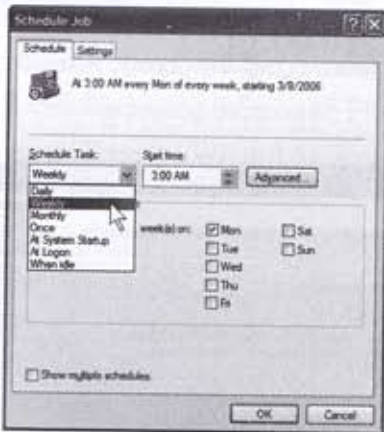 Schedule Job
Schedule
Settings
At 3:00 AM every Mon of every week, starting 3/8/2006
Schedule Task:
Start time:
Weekly
3:00 AM
Advanced...
Daily
Weekly
Monthly
Once
At System Startup
At Logon
When idle
week(s) on:
Mon
Sat
Tue
Sun
Wed
Thu
Fri
Show multiple schedules.
OK
Cancel